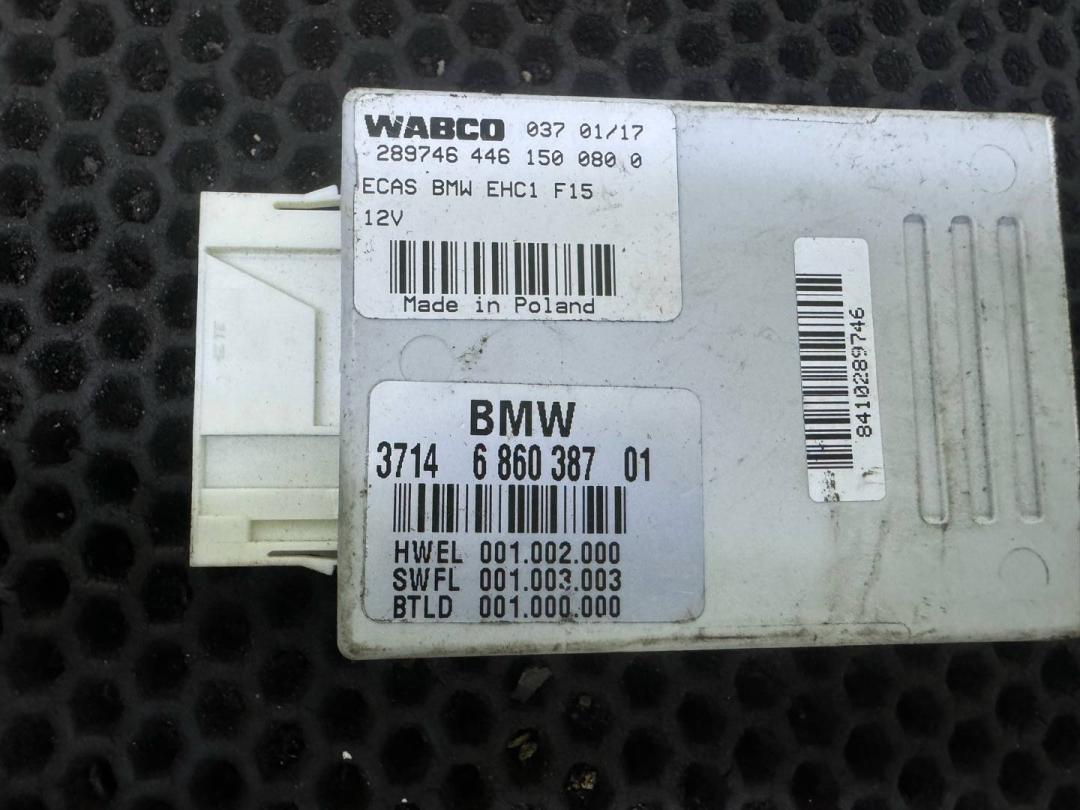 WABCO 037 01/17
289746 446 150 080 0
ECAS BMW EHC1 F15
12V
Made in Poland
8410289746
BMW
3714 6 860 387 01
HWEL 001.002.000
SWFL 001.003.003
BTLD 001.000.000